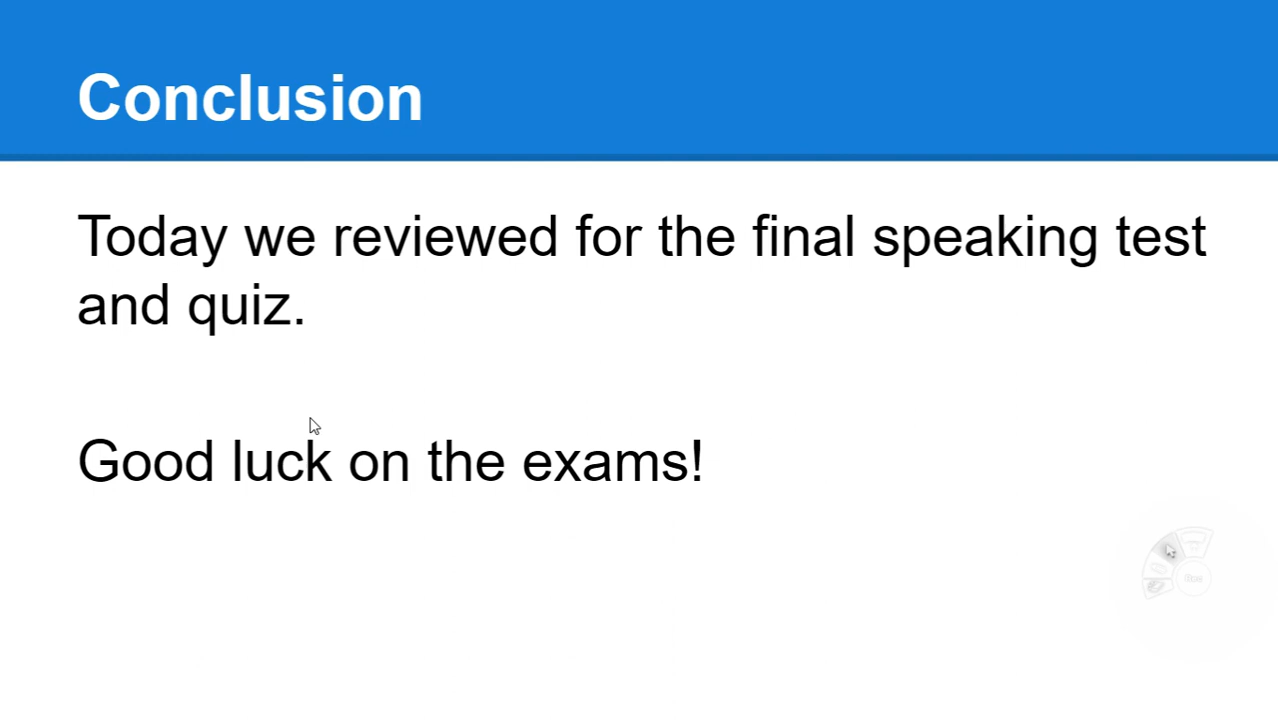 Conclusion
Today we reviewed for the final speaking test
and quiz.
Good luck on the exams!